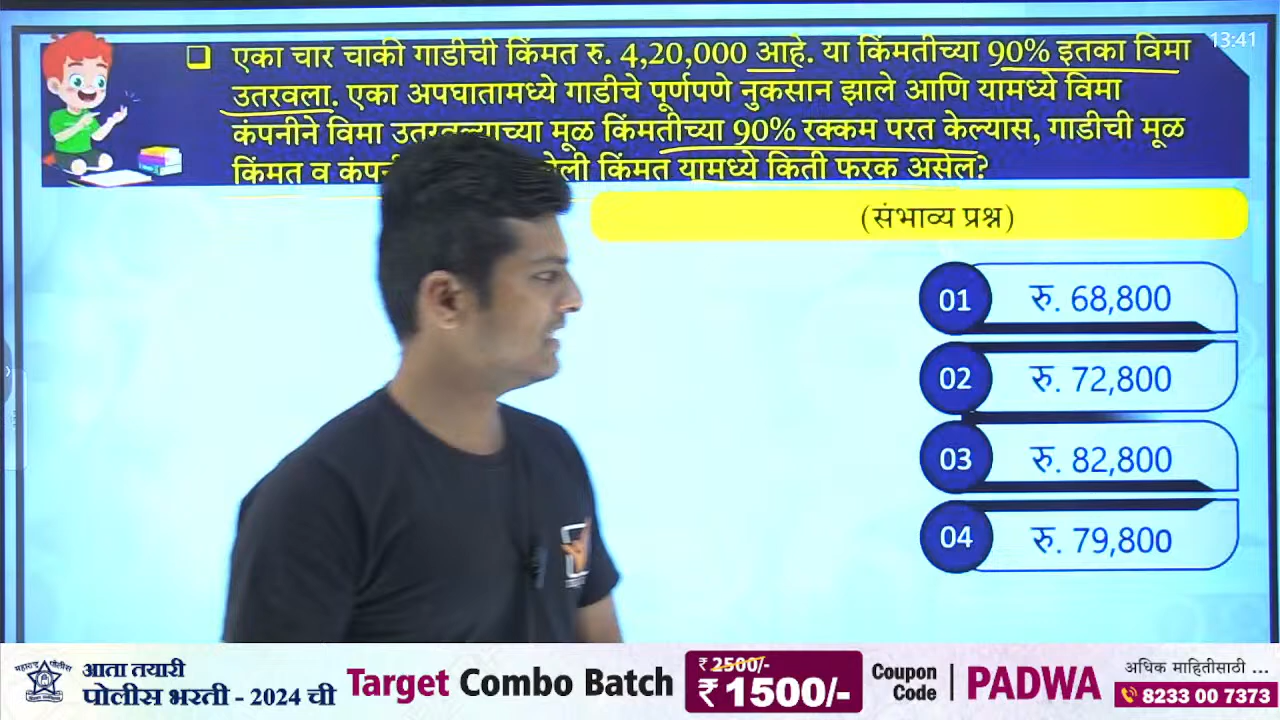 13:41
❑ एका चार चाकी गाडीची किंमत रु. 4,20,000 आहे. या किंमतीच्या 90% इतका विमा
उतरवला. एका अपघातामध्ये गाडीचे पूर्णपणे नुकसान झाले आणि यामध्ये विमा
कंपनीने विमा मूळ किंमतीच्या 90% रक्कम परत केल्यास, गाडीची मूळ
किंमत व किंमत यामध्ये किती फरक असेल?
(संभाव्य प्रश्न)
01 रु. 68,800
02 रु. 72,800
03 रु. 82,800
04 रु. 79,800
महाराष्ट्र पोलीस
आता तयारी
पोलीस भरती - 2024 ची
Target Combo Batch
₹ 2500/-
₹ 1500/-
Coupon
Code
PADWA
अधिक माहितीसाठी ...
8233 00 7373